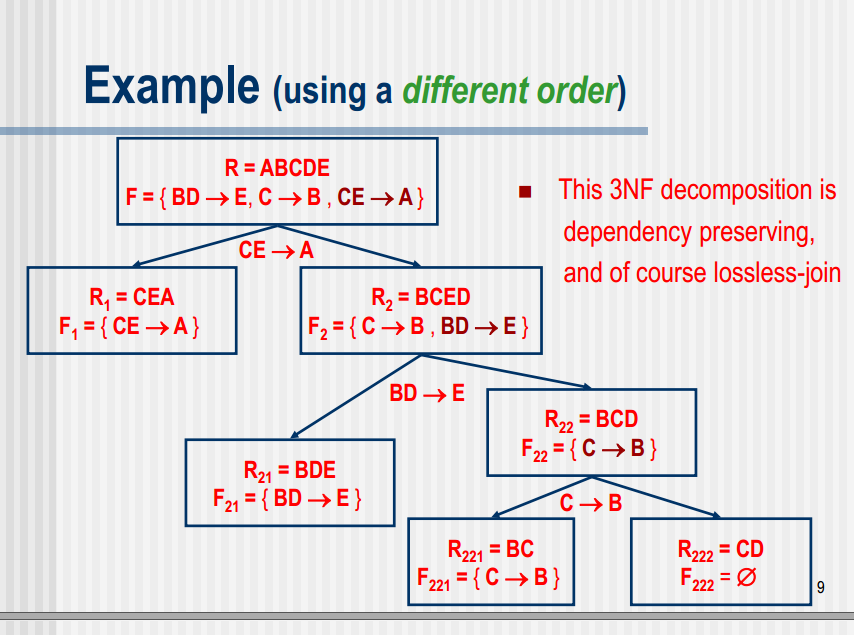 Example (using a different order)
R = ABCDE
F = { BD → E, C → B , CE → A }
■ This 3NF decomposition is
dependency preserving,
and of course lossless-join
CE → A
R₁ = CEA
F₁ = { CE → A }
R₂ = BCED
F₂ = { C → B , BD → E }
BD → E
R₂₂ = BCD
F₂₂ = { C → B }
R₂₁ = BDE
F₂₁ = { BD → E }
C → B
R₂₂₁ = BC
F₂₂₁ = { C → B }
R₂₂₂ = CD
F₂₂₂ = ∅
9